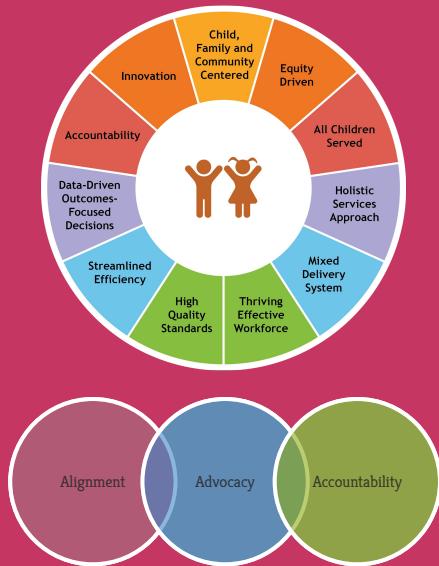 Child,
Family and
Community
Centered
Equity
Driven
All Children
Served
Holistic
Services
Approach
Mixed
Delivery
System
Thriving
Effective
Workforce
High
Quality
Standards
Streamlined
Efficiency
Data-Driven
Outcomes-
Focused
Decisions
Accountability
Innovation
Alignment
Advocacy
Accountability